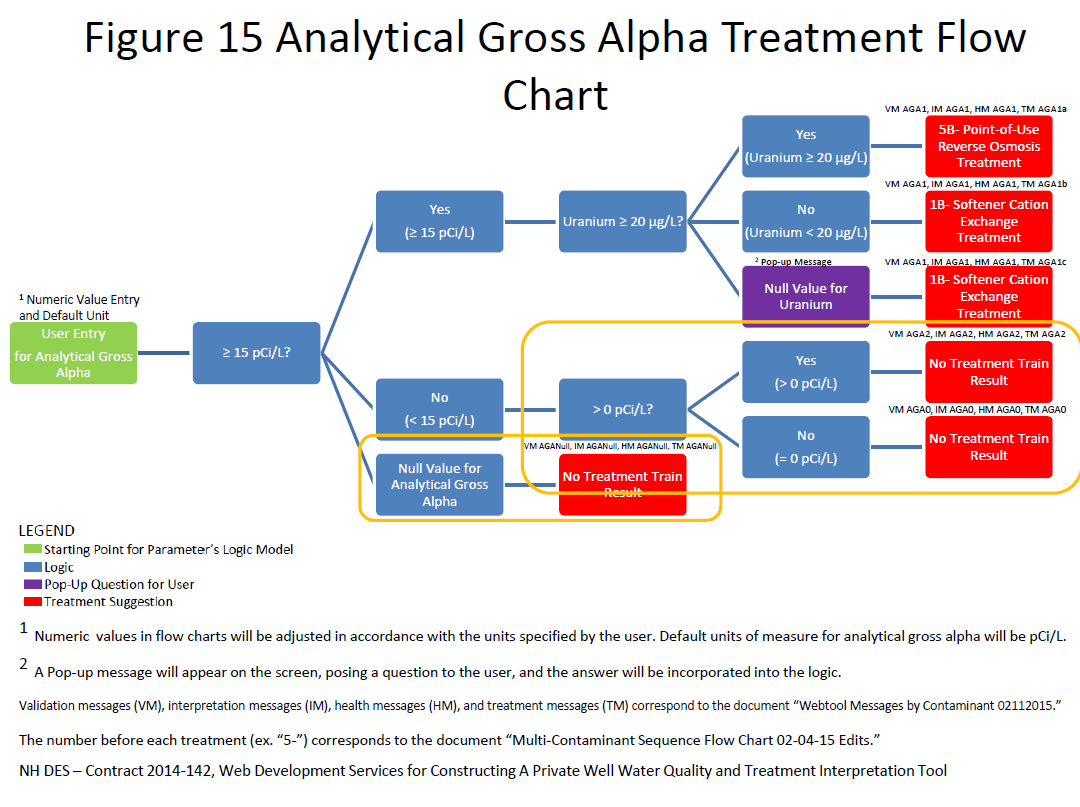 Figure 15 Analytical Gross Alpha Treatment Flow
Chart
VM AGA1, IM AGA1, HM AGA1, TM AGA1a
Yes
(Uranium ≥ 20 µg/L)
5B- Point-of-Use
Reverse Osmosis
Treatment
VM AGA1, IM AGA1, HM AGA1, TM AGA1b
Yes
(≥ 15 pCi/L)
Uranium ≥ 20 µg/L?
No
(Uranium < 20 µg/L)
1B- Softener Cation
Exchange
Treatment
2 Pop-up Message
VM AGA1, IM AGA1, HM AGA1, TM AGA1c
Null Value for
Uranium
1B- Softener Cation
Exchange
Treatment
1 Numeric Value Entry
and Default Unit
User Entry
for Analytical Gross
Alpha
≥ 15 pCi/L?
VM AGA2, IM AGA2, HM AGA2, TM AGA2
Yes
(> 0 pCi/L)
No Treatment Train
Result
No
(< 15 pCi/L)
> 0 pCi/L?
VM AGA0, IM AGA0, HM AGA0, TM AGA0
No
(= 0 pCi/L)
No Treatment Train
Result
VM AGANull, IM AGANull, HM AGANull, TM AGANull
Null Value for
Analytical Gross
Alpha
No Treatment Train
Result
LEGEND
Starting Point for Parameter’s Logic Model
Logic
Pop-Up Question for User
Treatment Suggestion
1 Numeric values in flow charts will be adjusted in accordance with the units specified by the user. Default units of measure for analytical gross alpha will be pCi/L.
2 A Pop-up message will appear on the screen, posing a question to the user, and the answer will be incorporated into the logic.
Validation messages (VM), interpretation messages (IM), health messages (HM), and treatment messages (TM) correspond to the document “Webtool Messages by Contaminant 02112015.”
The number before each treatment (ex. “5-”) corresponds to the document “Multi-Contaminant Sequence Flow Chart 02-04-15 Edits.”
NH DES – Contract 2014-142, Web Development Services for Constructing A Private Well Water Quality and Treatment Interpretation Tool